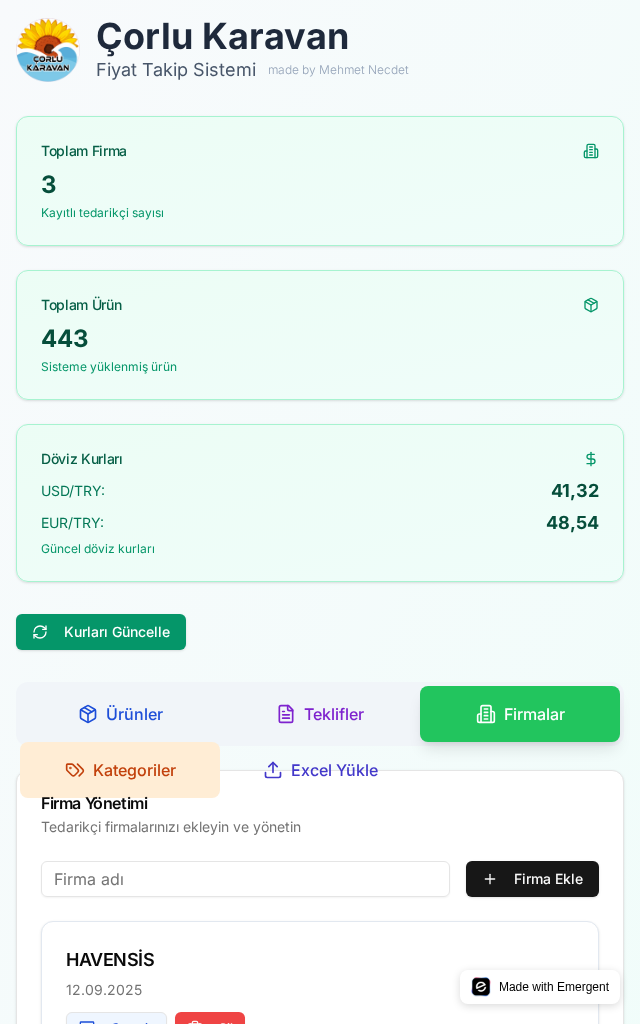 ÇORLU
KARAVAN
Çorlu Karavan
Fiyat Takip Sistemi made by Mehmet Necdet
Toplam Firma
3
Kayıtlı tedarikçi sayısı
Toplam Ürün
443
Sisteme yüklenmiş ürün
Döviz Kurları
USD/TRY: 41,32
EUR/TRY: 48,54
Güncel döviz kurları
Kurları Güncelle
Ürünler Teklifler Firmalar
Kategoriler Excel Yükle
Firma Yönetimi
Tedarikçi firmalarınızı ekleyin ve yönetin
Firma adı Firma Ekle
HAVENSİS
12.09.2025
Made with Emergent